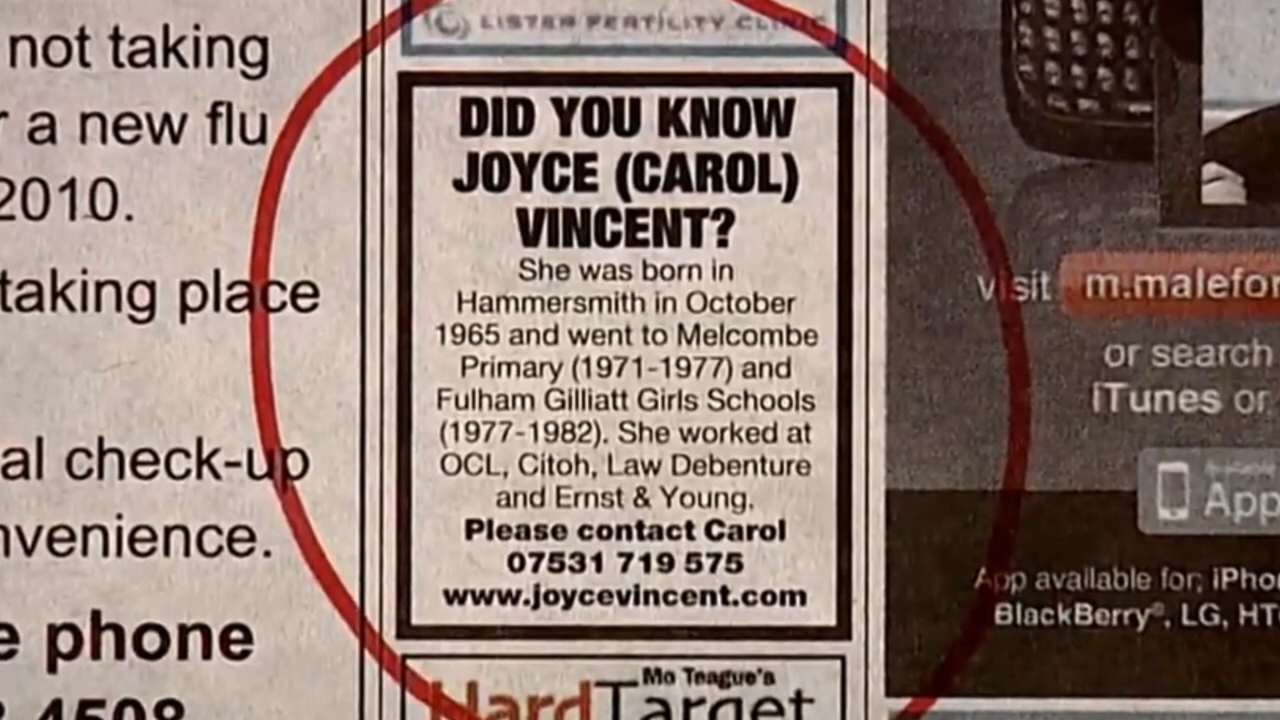 not taking
a new flu
2010.
taking place
al check-up
nvenience.
e phone
4508
LISTER FERTILITY CLINIC
DID YOU KNOW
JOYCE (CAROL)
VINCENT?
She was born in
Hammersmith in October
1965 and went to Melcombe
Primary (1971-1977) and
Fulham Gilliatt Girls Schools
(1977-1982). She worked at
OCL, Citoh, Law Debenture
and Ernst & Young.
Please contact Carol
07531 719 575
www.joycevincent.com
Mo Teague's
HardTarget
visit m.malefor
or search
iTunes or
App
App available for; iPho
BlackBerry®, LG, HT